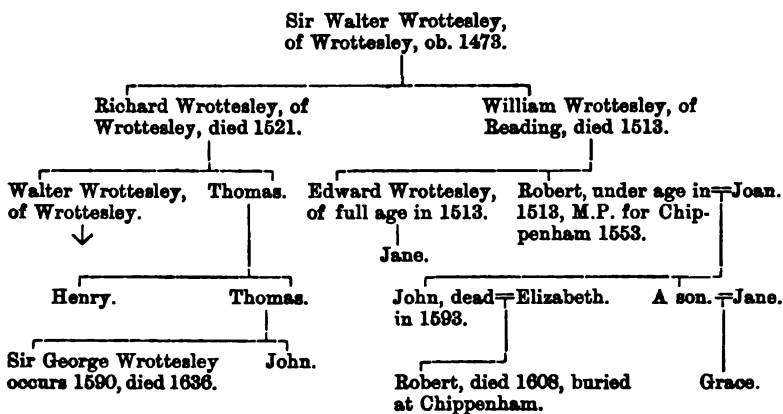 Sir Walter Wrottesley,
of Wrottesley, ob. 1473.
Richard Wrottesley, of
Wrottesley, died 1521.
William Wrottesley, of
Reading, died 1513.
Walter Wrottesley,
of Wrottesley.
Thomas.
Edward Wrottesley,
of full age in 1513.
Robert, under age in
1513, M.P. for Chip-
penham 1553.
Joan.
Jane.
Henry.
Thomas.
John, dead
in 1593.
Elizabeth.
A son.
Jane.
Sir George Wrottesley
occurs 1590, died 1636.
John.
Robert, died 1608, buried
at Chippenham.
Grace.